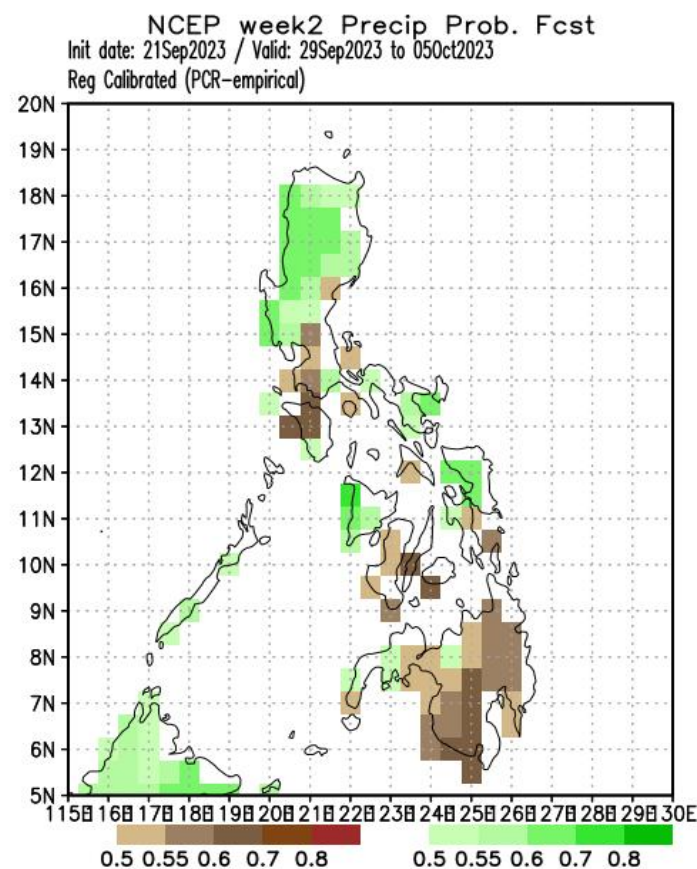 NCEP week2 Precip Prob. Fcst
Init date: 21Sep2023 / Valid: 29Sep2023 to 05Oct2023
Reg Calibrated (PCR-empirical)
20N
19N
18N
17N
16N
15N
14N
13N
12N
11N
10N
9N
8N
7N
6N
5N
115E 116E 117E 118E 119E 120E 121E 122E 123E 124E 125E 126E 127E 128E 129E 130E
0.5 0.55 0.6 0.7 0.8 0.5 0.55 0.6 0.7 0.8